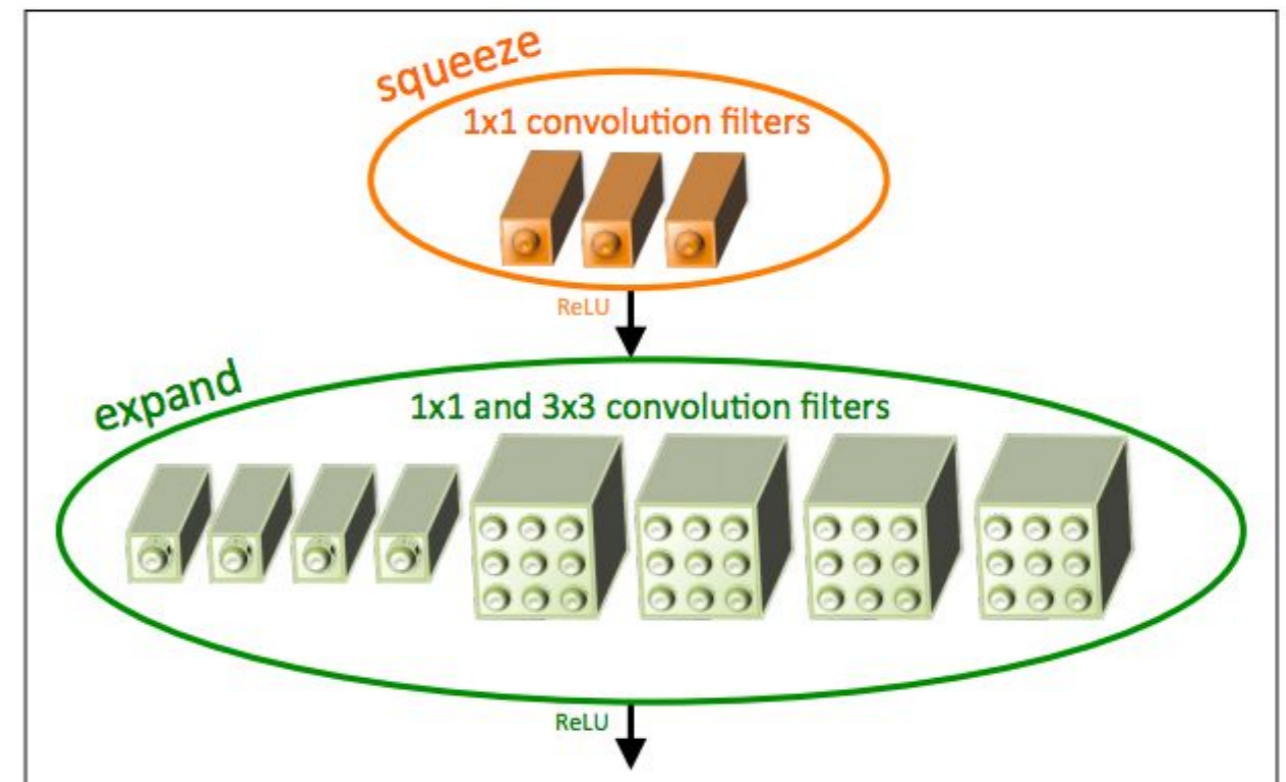 squeeze
1x1 convolution filters
ReLU
expand
1x1 and 3x3 convolution filters
ReLU